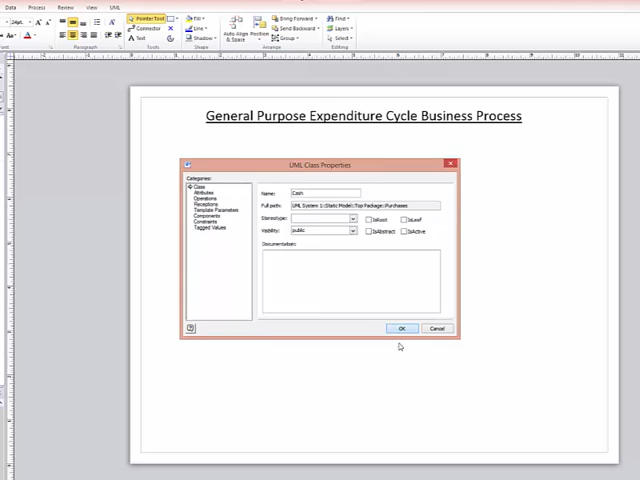 Data Process Review View UML
24pt. Pointer Tool Fill Bring Forward Find
Connector Line Auto Align & Space Position Send Backward Layers
A Text Shadow Group Select
Font Paragraph Tools Shape Arrange Editing
General Purpose Expenditure Cycle Business Process
UML Class Properties
Categories:
Class
Attributes
Operations
Receptions
Template Parameters
Components
Constraints
Tagged Values
Name: Cash
Full path: UML System 1::Static Model::Top Package::Purchases
Stereotype: IsRoot IsLeaf
Visibility: public IsAbstract IsActive
Documentation:
OK Cancel